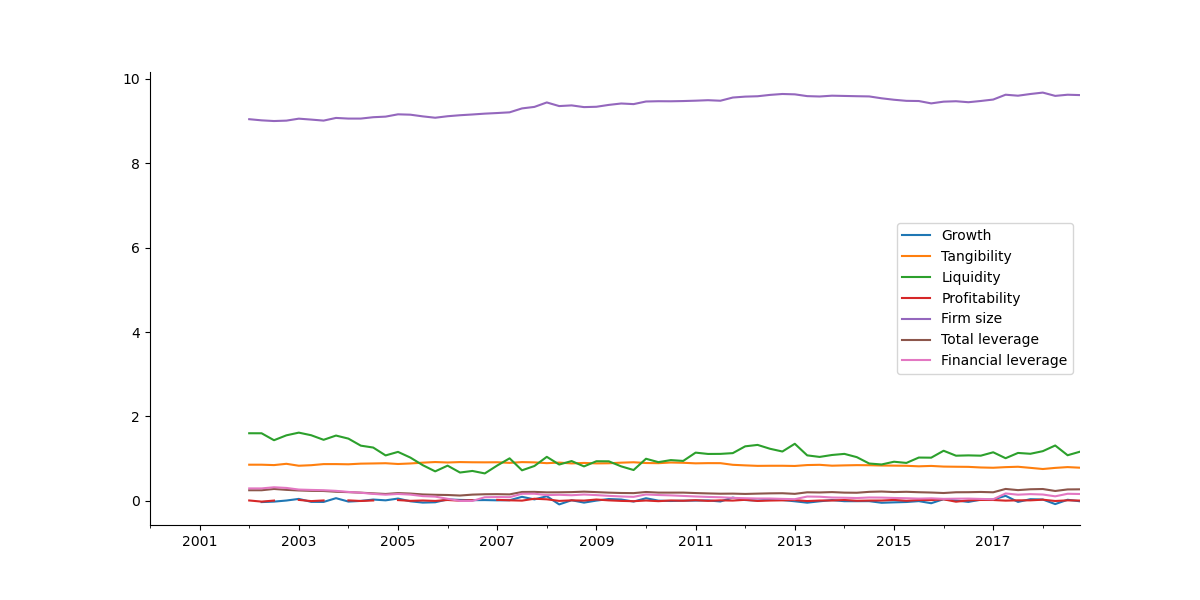 10
8
6
4
2
0
Growth
Tangibility
Liquidity
Profitability
Firm size
Total leverage
Financial leverage
2001 2003 2005 2007 2009 2011 2013 2015 2017